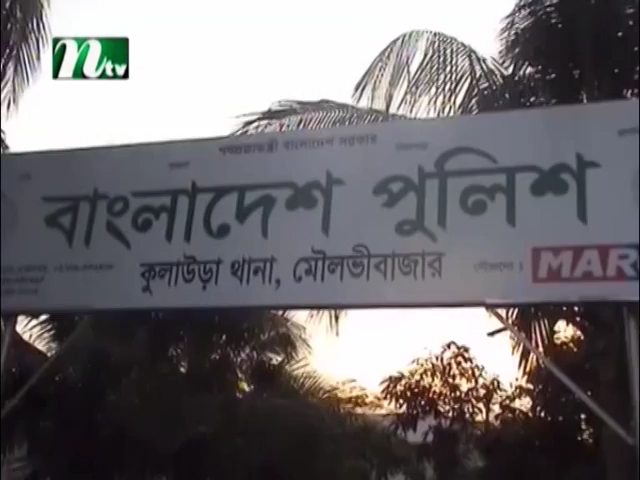 ntv
গণপ্রজাতন্ত্রী বাংলাদেশ সরকার
বাংলাদেশ পুলিশ
কুলাউড়া থানা, মৌলভীবাজার
MAR